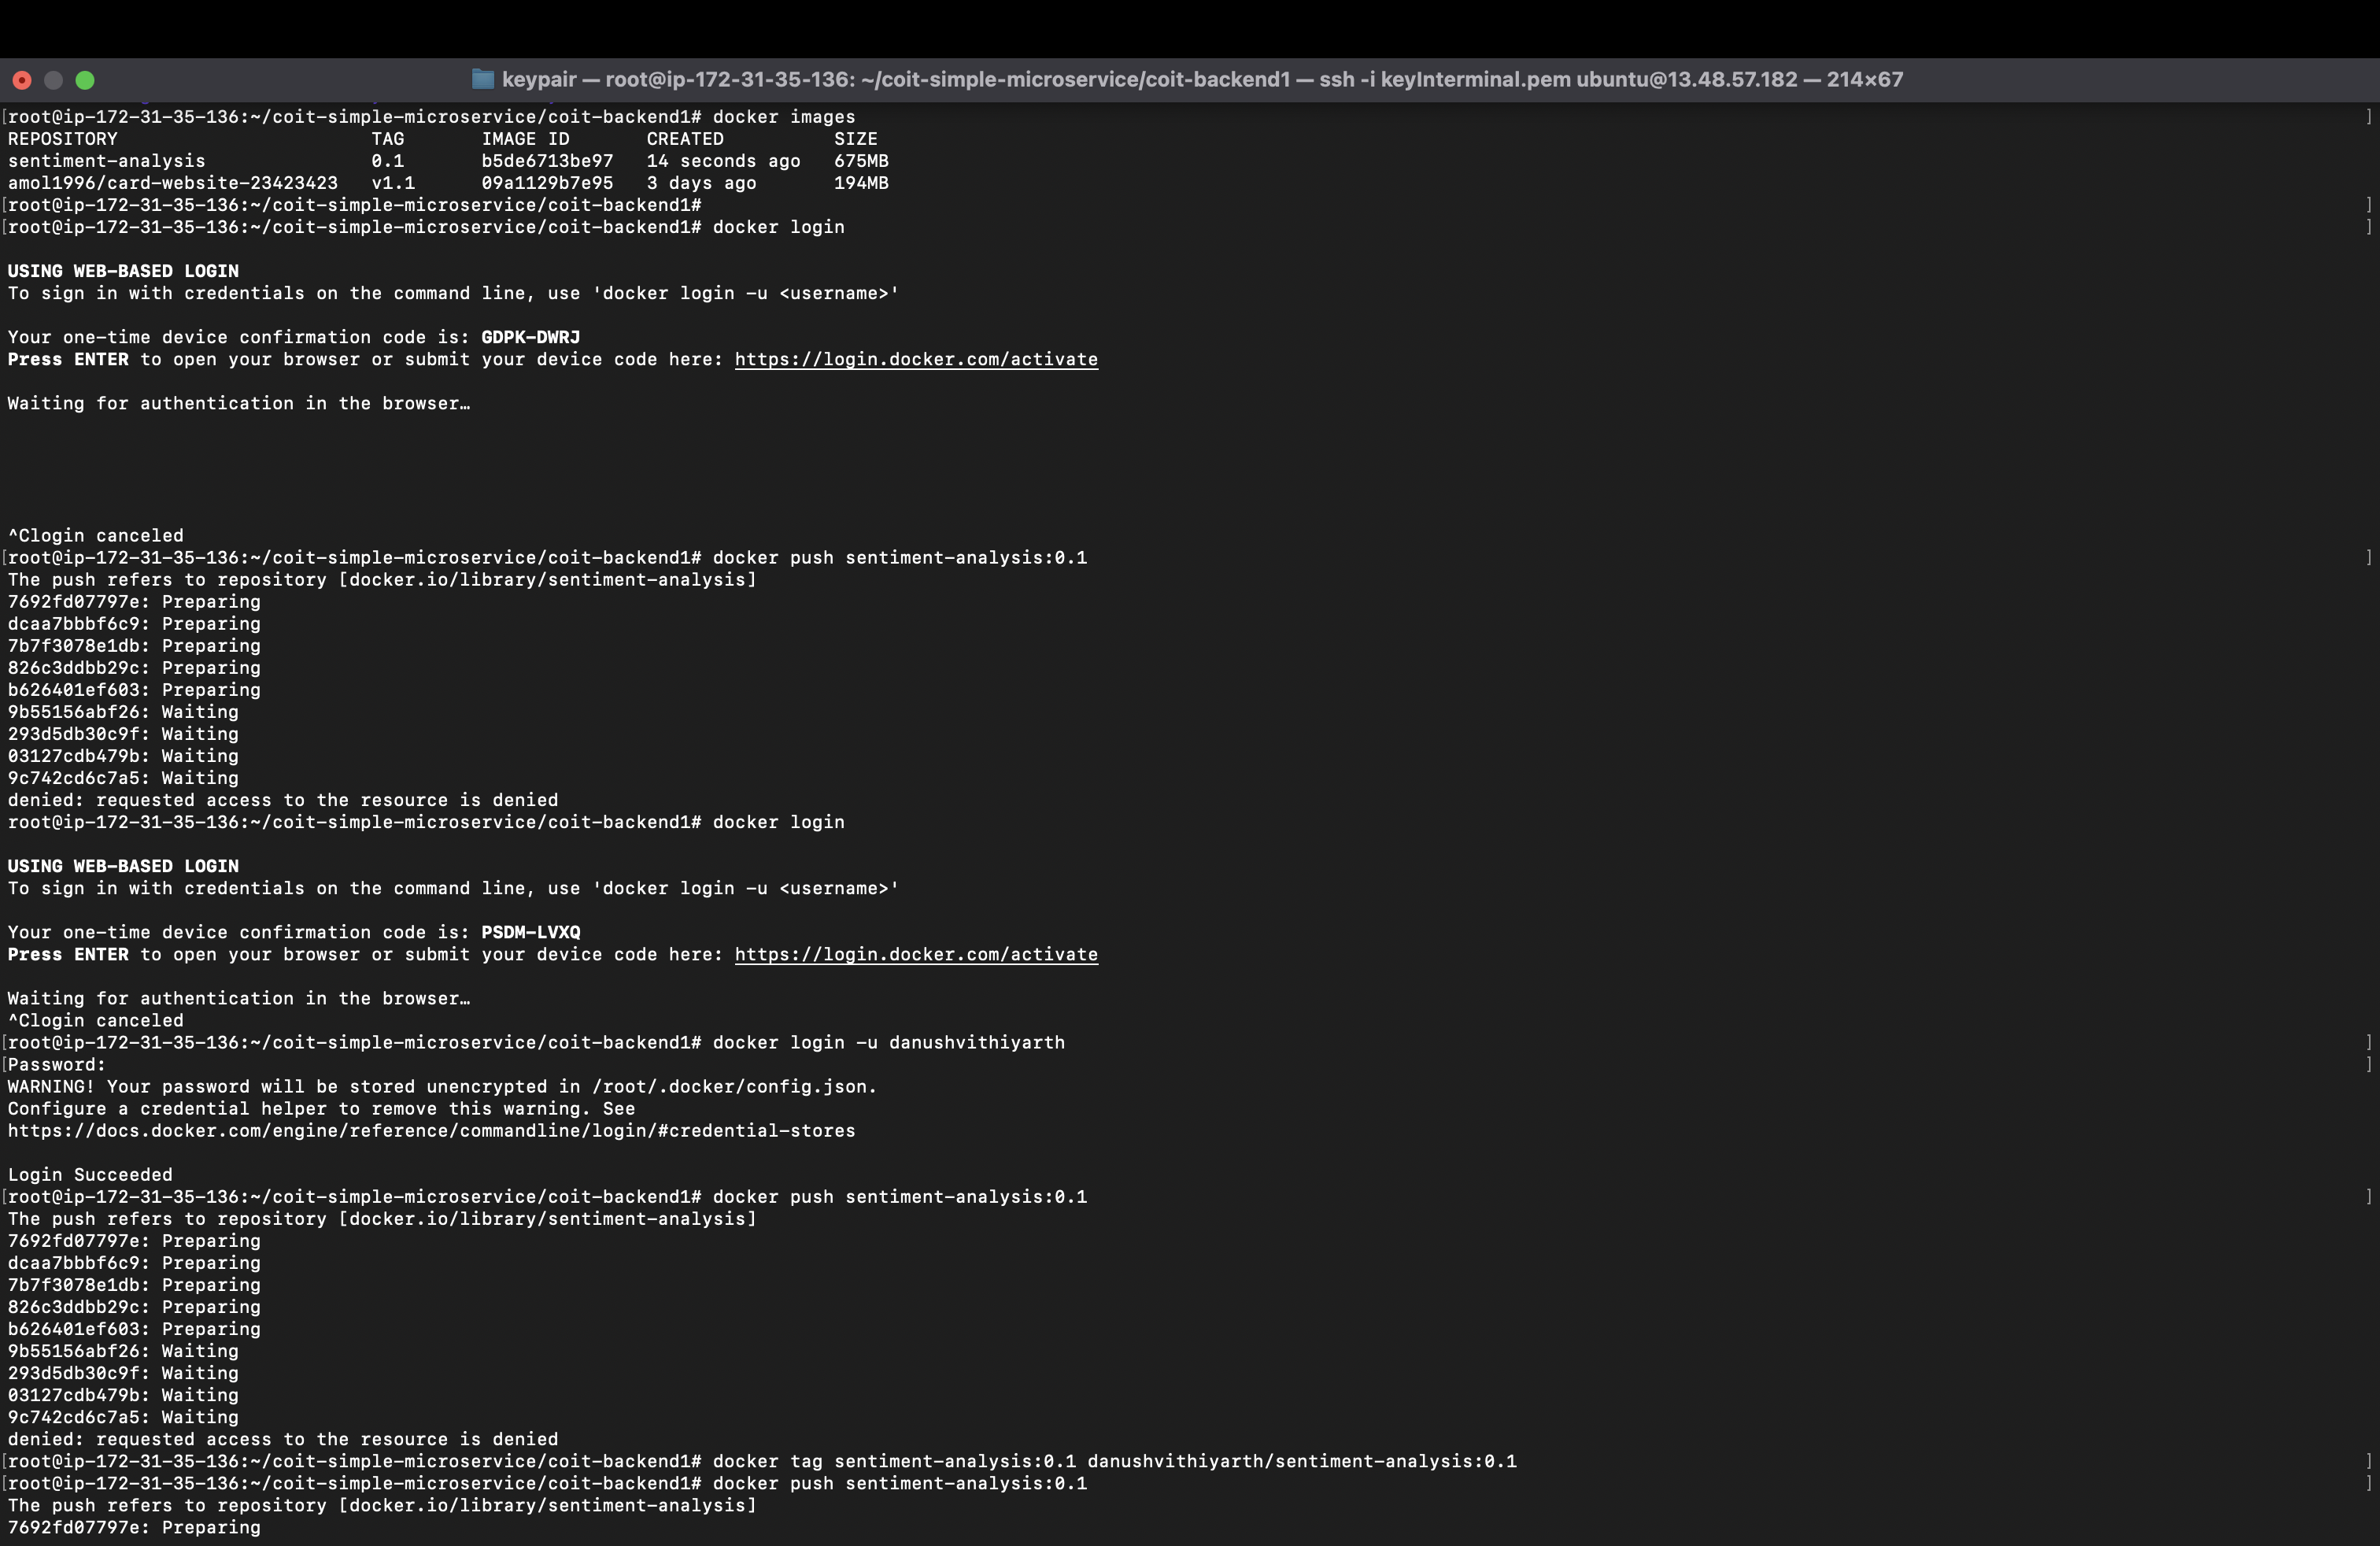 keypair — root@ip-172-31-35-136: ~/coit-simple-microservice/coit-backend1 — ssh -i keyInterminal.pem ubuntu@13.48.57.182 — 214×67
[root@ip-172-31-35-136:~/coit-simple-microservice/coit-backend1# docker images ]
REPOSITORY                       TAG       IMAGE ID       CREATED          SIZE
sentiment-analysis               0.1       b5de6713be97   14 seconds ago   675MB
amol1996/card-website-23423423   v1.1      09a1129b7e95   3 days ago       194MB
[root@ip-172-31-35-136:~/coit-simple-microservice/coit-backend1# ]
[root@ip-172-31-35-136:~/coit-simple-microservice/coit-backend1# docker login ]
USING WEB-BASED LOGIN
To sign in with credentials on the command line, use 'docker login -u <username>'
Your one-time device confirmation code is: GDPK-DWRJ
Press ENTER to open your browser or submit your device code here: https://login.docker.com/activate
Waiting for authentication in the browser…
^Clogin canceled
[root@ip-172-31-35-136:~/coit-simple-microservice/coit-backend1# docker push sentiment-analysis:0.1 ]
The push refers to repository [docker.io/library/sentiment-analysis]
7692fd07797e: Preparing
dcaa7bbbf6c9: Preparing
7b7f3078e1db: Preparing
826c3ddbb29c: Preparing
b626401ef603: Preparing
9b55156abf26: Waiting
293d5db30c9f: Waiting
03127cdb479b: Waiting
9c742cd6c7a5: Waiting
denied: requested access to the resource is denied
root@ip-172-31-35-136:~/coit-simple-microservice/coit-backend1# docker login
USING WEB-BASED LOGIN
To sign in with credentials on the command line, use 'docker login -u <username>'
Your one-time device confirmation code is: PSDM-LVXQ
Press ENTER to open your browser or submit your device code here: https://login.docker.com/activate
Waiting for authentication in the browser…
^Clogin canceled
[root@ip-172-31-35-136:~/coit-simple-microservice/coit-backend1# docker login -u danushvithiyarth ]
[Password: ]
WARNING! Your password will be stored unencrypted in /root/.docker/config.json.
Configure a credential helper to remove this warning. See
https://docs.docker.com/engine/reference/commandline/login/#credential-stores
Login Succeeded
[root@ip-172-31-35-136:~/coit-simple-microservice/coit-backend1# docker push sentiment-analysis:0.1 ]
The push refers to repository [docker.io/library/sentiment-analysis]
7692fd07797e: Preparing
dcaa7bbbf6c9: Preparing
7b7f3078e1db: Preparing
826c3ddbb29c: Preparing
b626401ef603: Preparing
9b55156abf26: Waiting
293d5db30c9f: Waiting
03127cdb479b: Waiting
9c742cd6c7a5: Waiting
denied: requested access to the resource is denied
[root@ip-172-31-35-136:~/coit-simple-microservice/coit-backend1# docker tag sentiment-analysis:0.1 danushvithiyarth/sentiment-analysis:0.1 ]
[root@ip-172-31-35-136:~/coit-simple-microservice/coit-backend1# docker push sentiment-analysis:0.1 ]
The push refers to repository [docker.io/library/sentiment-analysis]
7692fd07797e: Preparing